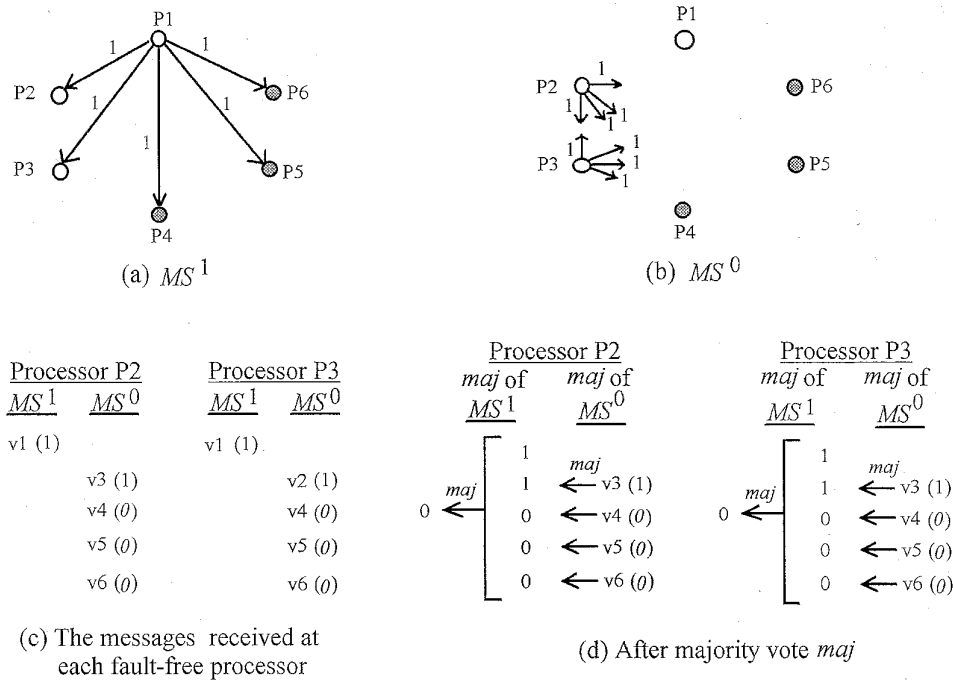 P1
1 1
P2 P6
1 1
1
P3 P5
P4
(a) MS 1
P1
P2 1 P6
1 1
1
P3 1 1 P5
1
1
P4
(b) MS 0
Processor P2 Processor P3
MS1 MS0 MS1 MS0
v1 (1) v1 (1)
v3 (1) v2 (1)
v4 (0) v4 (0)
v5 (0) v5 (0)
v6 (0) v6 (0)
(c) The messages received at
each fault-free processor
Processor P2 Processor P3
maj of maj of maj of maj of
MS1 MS0 MS1 MS0
1 1
maj maj
1 v3 (1) 1 v3 (1)
maj maj
0 0 v4 (0) 0 0 v4 (0)
0 v5 (0) 0 v5 (0)
0 v6 (0) 0 v6 (0)
(d) After majority vote maj